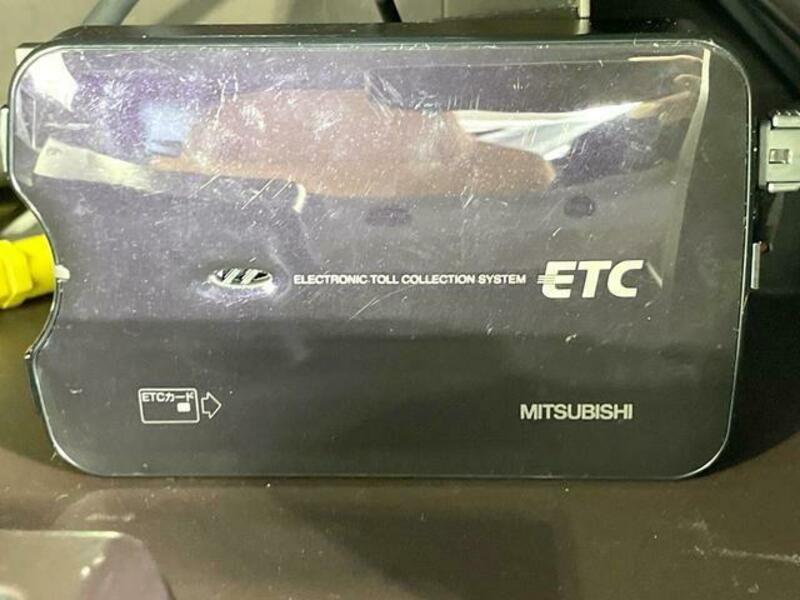 ELECTRONIC TOLL COLLECTION SYSTEM ETC
ETCカード
MITSUBISHI